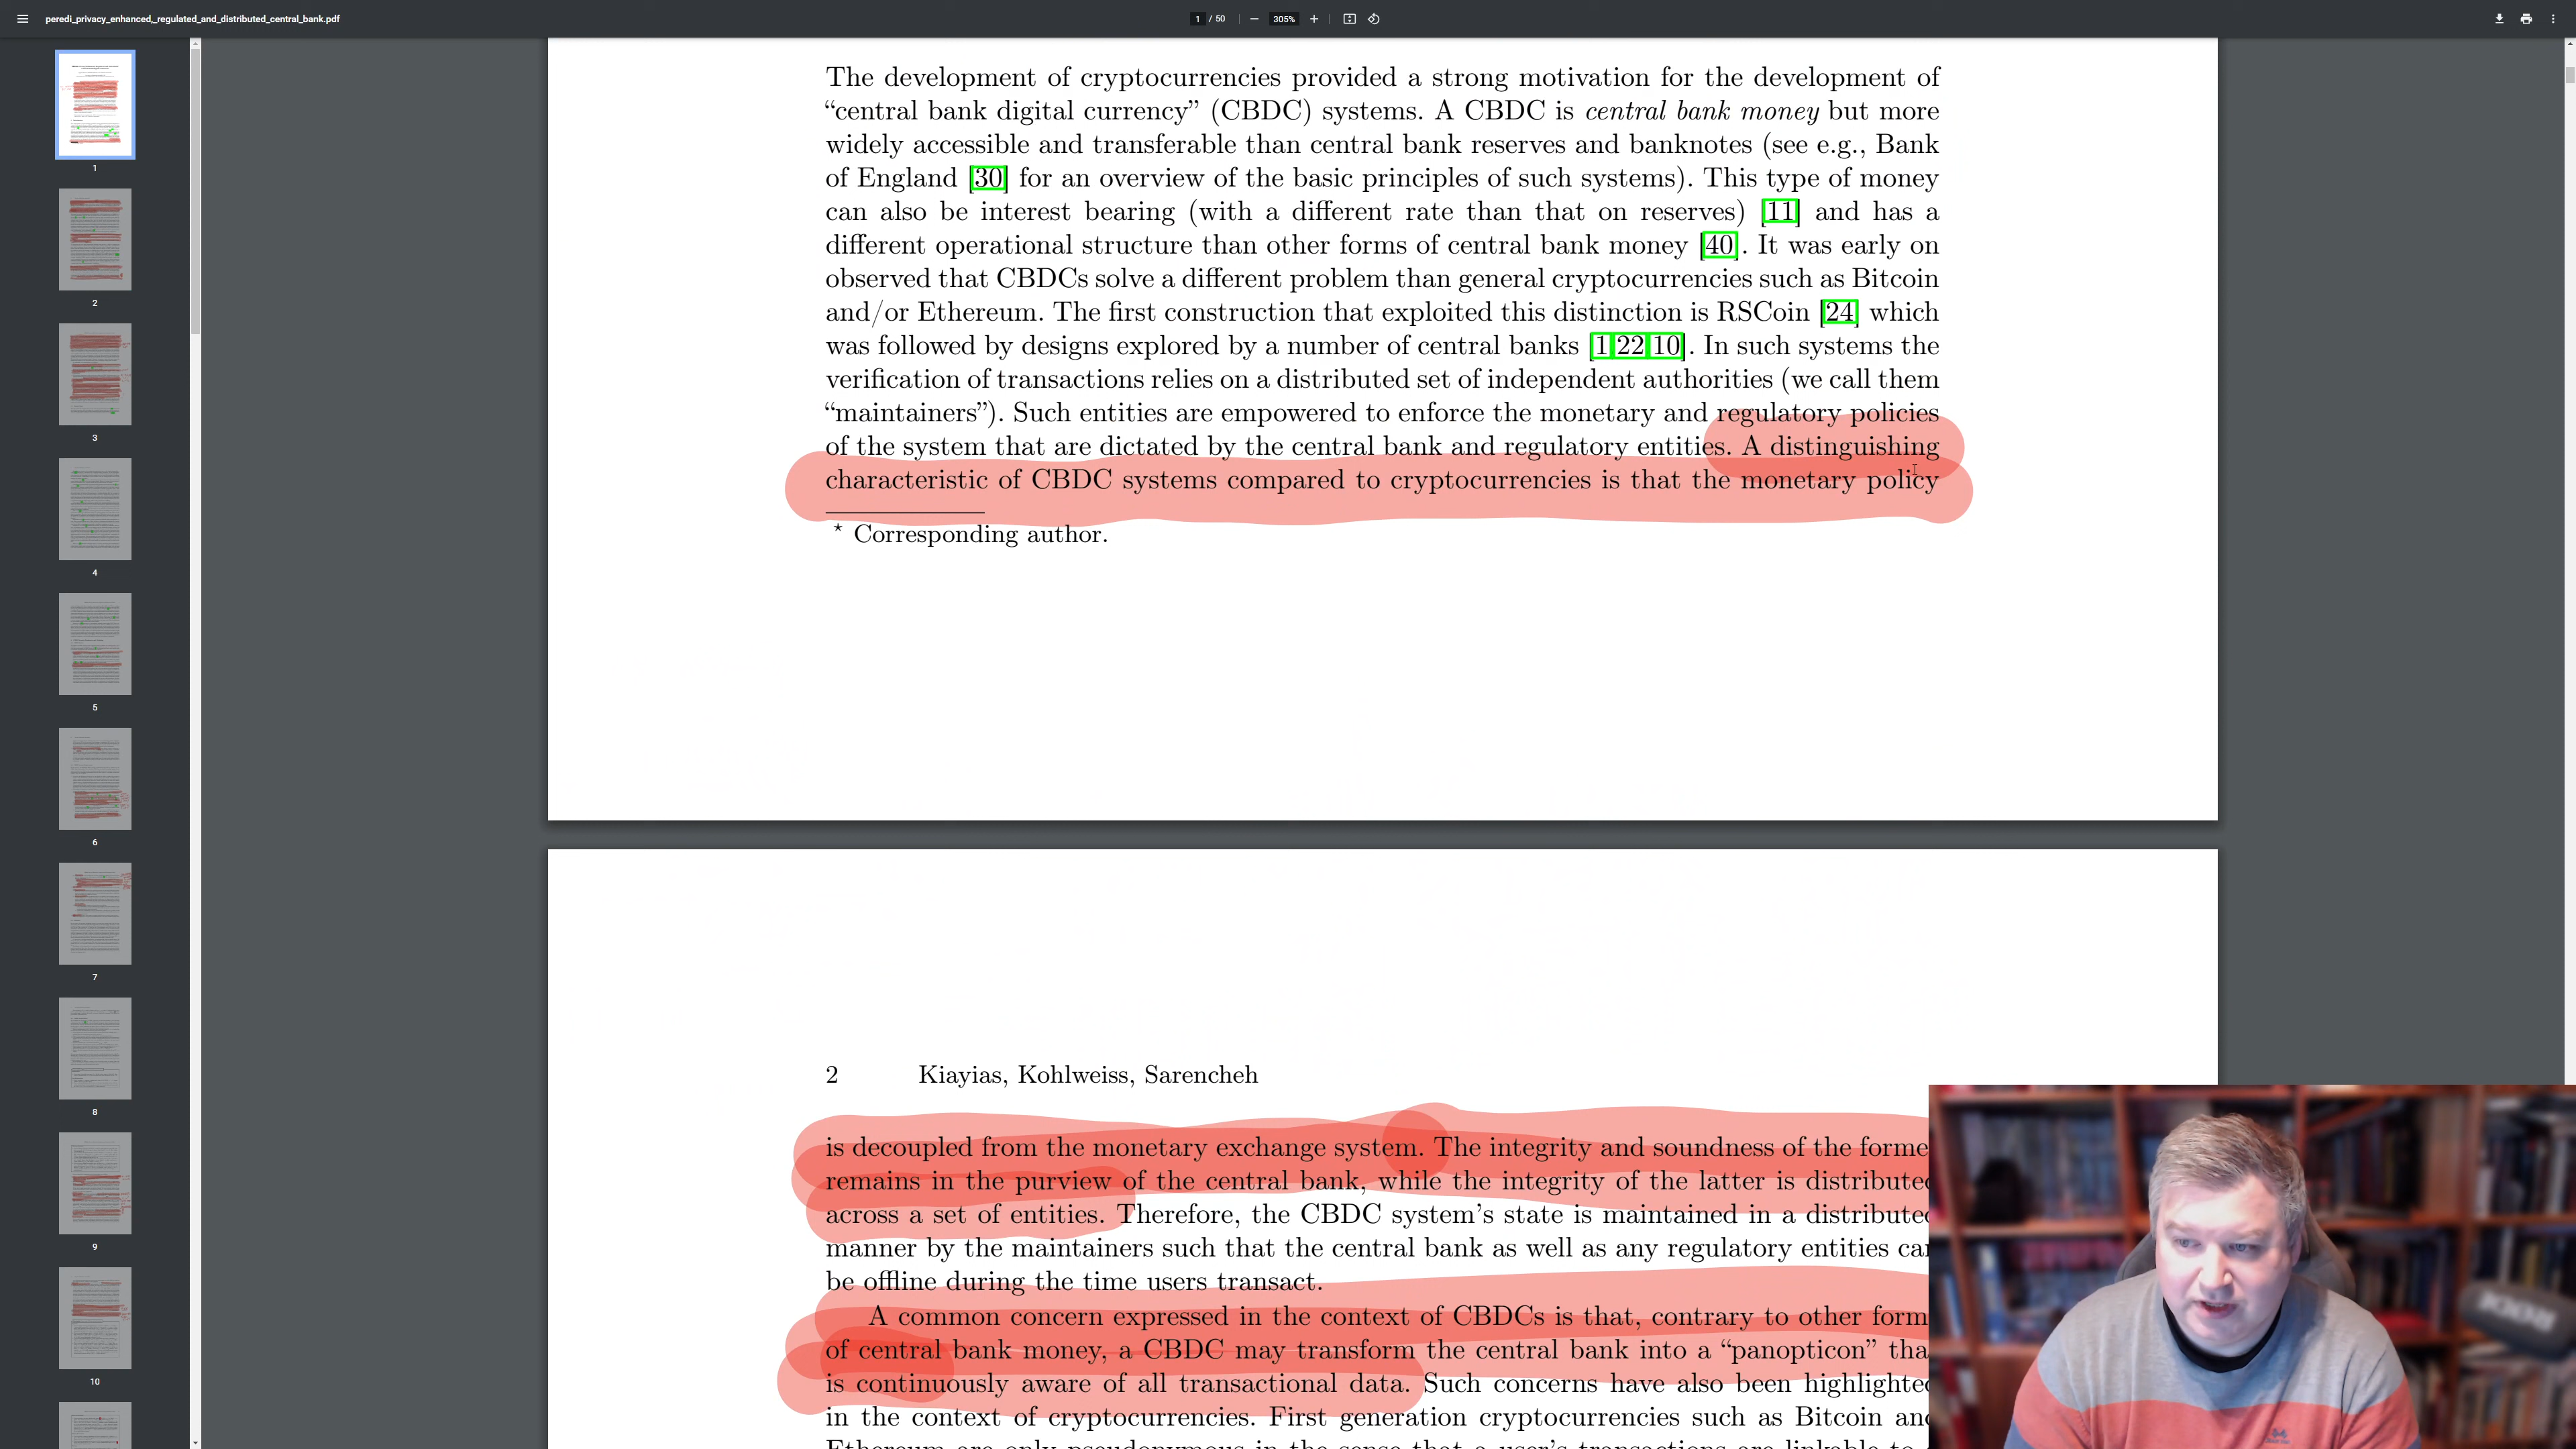 peredi_privacy_enhanced,_regulated_and_distributed_central_bank.pdf
1 / 50
305%
The development of cryptocurrencies provided a strong motivation for the development of
“central bank digital currency” (CBDC) systems. A CBDC is central bank money but more
widely accessible and transferable than central bank reserves and banknotes (see e.g., Bank
of England [30] for an overview of the basic principles of such systems). This type of money
can also be interest bearing (with a different rate than that on reserves) [11] and has a
different operational structure than other forms of central bank money [40]. It was early on
observed that CBDCs solve a different problem than general cryptocurrencies such as Bitcoin
and/or Ethereum. The first construction that exploited this distinction is RSCoin [24] which
was followed by designs explored by a number of central banks [1 22 10]. In such systems the
verification of transactions relies on a distributed set of independent authorities (we call them
“maintainers”). Such entities are empowered to enforce the monetary and regulatory policies
of the system that are dictated by the central bank and regulatory entities. A distinguishing
characteristic of CBDC systems compared to cryptocurrencies is that the monetary policy
* Corresponding author.
2 Kiayias, Kohlweiss, Sarencheh
is decoupled from the monetary exchange system. The integrity and soundness of the forme
remains in the purview of the central bank, while the integrity of the latter is distribute
across a set of entities. Therefore, the CBDC system’s state is maintained in a distribute
manner by the maintainers such that the central bank as well as any regulatory entities ca
be offline during the time users transact.
A common concern expressed in the context of CBDCs is that, contrary to other form
of central bank money, a CBDC may transform the central bank into a “panopticon” tha
is continuously aware of all transactional data. Such concerns have also been highlighte
in the context of cryptocurrencies. First generation cryptocurrencies such as Bitcoin an
Ethereum are only pseudonymous in the sense that a user’s transactions are linkable to
1
2
3
4
5
6
7
8
9
10